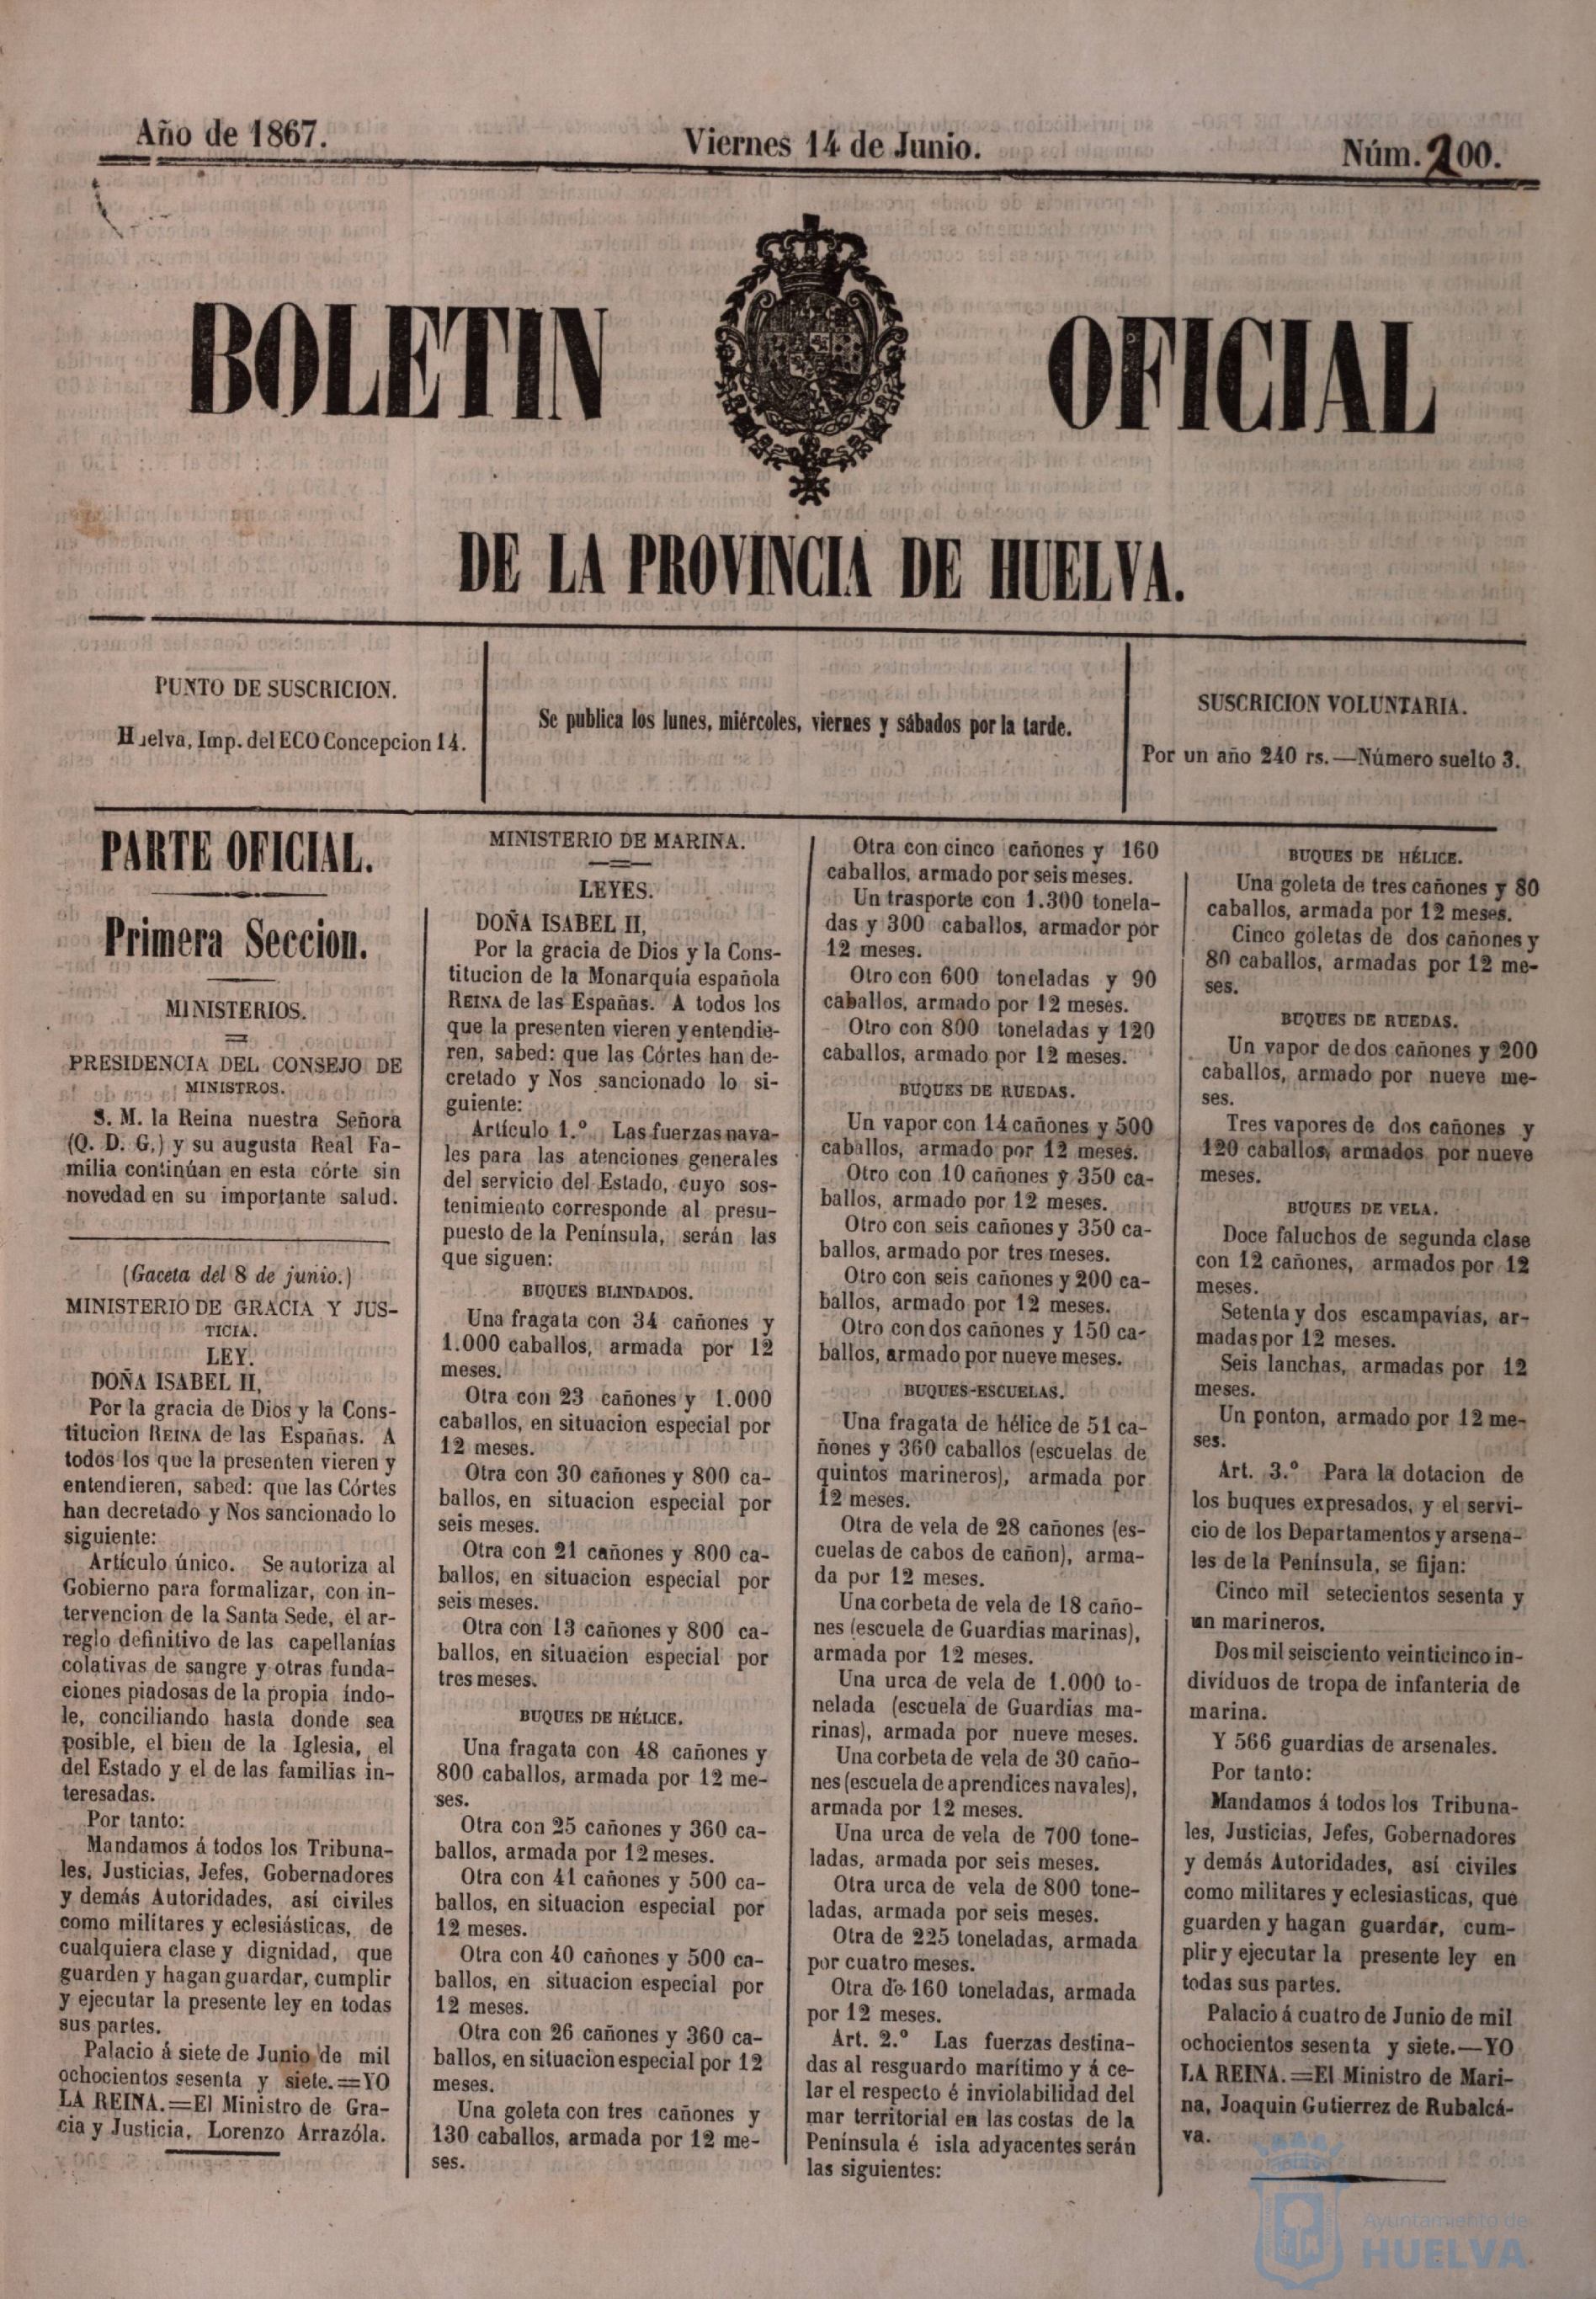 Año de 1867.
Viernes 14 de Junio.
Núm. 200.
BOLETIN OFICIAL
DE LA PROVINCIA DE HUELVA.
PUNTO DE SUSCRICION.
Huelva, Imp. del ECO Concepcion 14.
Se publica los lunes, miércoles, viernes y sábados por la tarde.
SUSCRICION VOLUNTARIA.
Por un año 240 rs.—Número suelto 3.
PARTE OFICIAL.
Primera Seccion.
MINISTERIOS.
PRESIDENCIA DEL CONSEJO DE
MINISTROS.
S. M. la Reina nuestra Señora
(Q. D. G.) y su augusta Real Fa-
milia continúan en esta córte sin
novedad en su importante salud.
(Gaceta del 8 de junio.)
MINISTERIO DE GRACIA Y JUS-
TICIA.
LEY.
DOÑA ISABEL II,
Por la gracia de Dios y la Cons-
titucion REINA de las Españas. A
todos los que la presenten vieren y
entendieren, sabed: que las Córtes
han decretado y Nos sancionado lo
siguiente:
Artículo único. Se autoriza al
Gobierno para formalizar, con in-
tervencion de la Santa Sede, el ar-
reglo definitivo de las capellanías
colativas de sangre y otras funda-
ciones piadosas de la propia índo-
le, conciliando hasta donde sea
posible, el bien de la Iglesia, el
del Estado y el de las familias in-
teresadas.
Por tanto:
Mandamos á todos los Tribuna-
les, Justicias, Jefes, Gobernadores
y demás Autoridades, así civiles
como militares y eclesiásticas, de
cualquiera clase y dignidad, que
guarden y hagan guardar, cumplir
y ejecutar la presente ley en todas
sus partes.
Palacio á siete de Junio de mil
ochocientos sesenta y siete.=YO
LA REINA.=El Ministro de Gra-
cia y Justicia, Lorenzo Arrazóla.
MINISTERIO DE MARINA.
LEYES.
DOÑA ISABEL II,
Por la gracia de Dios y la Cons-
titucion de la Monarquía española
REINA de las Españas. A todos los
que la presenten vieren y entendie-
ren, sabed: que las Córtes han de-
cretado y Nos sancionado lo si-
guiente:
Artículo 1.º Las fuerzas nava-
les para las atenciones generales
del servicio del Estado, cuyo sos-
tenimiento corresponde al presu-
puesto de la Península, serán las
que siguen:
BUQUES BLINDADOS.
Una fragata con 34 cañones y
1.000 caballos, armada por 12
meses.
Otra con 23 cañones y 1.000
caballos, en situacion especial por
12 meses.
Otra con 30 cañones y 800 ca-
ballos, en situacion especial por
seis meses.
Otra con 21 cañones y 800 ca-
ballos, en situacion especial por
seis meses.
Otra con 13 cañones y 800 ca-
ballos, en situacion especial por
tres meses.
BUQUES DE HÉLICE.
Una fragata con 48 cañones y
800 caballos, armada por 12 me-
ses.
Otra con 25 cañones y 360 ca-
ballos, armada por 12 meses.
Otra con 41 cañones y 500 ca-
ballos, en situacion especial por
12 meses.
Otra con 40 cañones y 500 ca-
ballos, en situacion especial por
12 meses.
Otra con 26 cañones y 360 ca-
ballos, en situacion especial por 12
meses.
Una goleta con tres cañones y
130 caballos, armada por 12 me-
ses.
Otra con cinco cañones y 160
caballos, armado por seis meses.
Un trasporte con 1.300 tonela-
das y 300 caballos, armador por
12 meses.
Otro con 600 toneladas y 90
caballos, armado por 12 meses.
Otro con 800 toneladas y 120
caballos, armado por 12 meses.
BUQUES DE RUEDAS.
Un vapor con 14 cañones y 500
caballos, armado por 12 meses.
Otro con 10 cañones y 350 ca-
ballos, armado por 12 meses.
Otro con seis cañones y 350 ca-
ballos, armado por tres meses.
Otro con seis cañones y 200 ca-
ballos, armado por 12 meses.
Otro con dos cañones y 150 ca-
ballos, armado por nueve meses.
BUQUES-ESCUELAS.
Una fragata de hélice de 51 ca-
ñones y 360 caballos (escuelas de
quintos marineros), armada por
12 meses.
Otra de vela de 28 cañones (es-
cuelas de cabos de cañon), arma-
da por 12 meses.
Una corbeta de vela de 18 caño-
nes (escuela de Guardias marinas),
armada por 12 meses.
Una urca de vela de 1.000 to-
nelada (escuela de Guardias ma-
rinas), armada por nueve meses.
Una corbeta de vela de 30 caño-
nes (escuela de aprendices navales),
armada por 12 meses.
Una urca de vela de 700 tone-
ladas, armada por seis meses.
Otra urca de vela de 800 tone-
ladas, armada por seis meses.
Otra de 225 toneladas, armada
por cuatro meses.
Otra de 160 toneladas, armada
por 12 meses.
Art. 2.º Las fuerzas destina-
das al resguardo marítimo y á ce-
lar el respecto é inviolabilidad del
mar territorial en las costas de la
Península é isla adyacentes serán
las siguientes:
BUQUES DE HÉLICE.
Una goleta de tres cañones y 80
caballos, armada por 12 meses.
Cinco goletas de dos cañones y
80 caballos, armadas por 12 me-
ses.
BUQUES DE RUEDAS.
Un vapor de dos cañones y 200
caballos, armado por nueve me-
ses.
Tres vapores de dos cañones y
120 caballos, armados por nueve
meses.
BUQUES DE VELA.
Doce faluchos de segunda clase
con 12 cañones, armados por 12
meses.
Setenta y dos escampavías, ar-
madas por 12 meses.
Seis lanchas, armadas por 12
meses.
Un ponton, armado por 12 me-
ses.
Art. 3.º Para la dotacion de
los buques expresados, y el servi-
cio de los Departamentos y arsena-
les de la Península, se fijan:
Cinco mil setecientos sesenta y
un marineros.
Dos mil seisciento veinticinco in-
divíduos de tropa de infanteria de
marina.
Y 566 guardias de arsenales.
Por tanto:
Mandamos á todos los Tribuna-
les, Justicias, Jefes, Gobernadores
y demás Autoridades, así civiles
como militares y eclesiasticas, que
guarden y hagan guardar, cum-
plir y ejecutar la presente ley en
todas sus partes.
Palacio á cuatro de Junio de mil
ochocientos sesenta y siete.—YO
LA REINA.=El Ministro de Mari-
na, Joaquin Gutierrez de Rubalcá-
va.
Ayuntamiento de
HUELVA